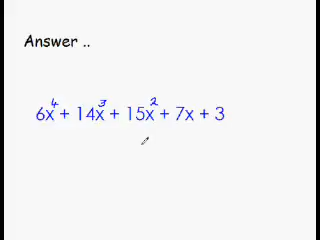 Answer ..
6x⁴ + 14x³ + 15x² + 7x + 3